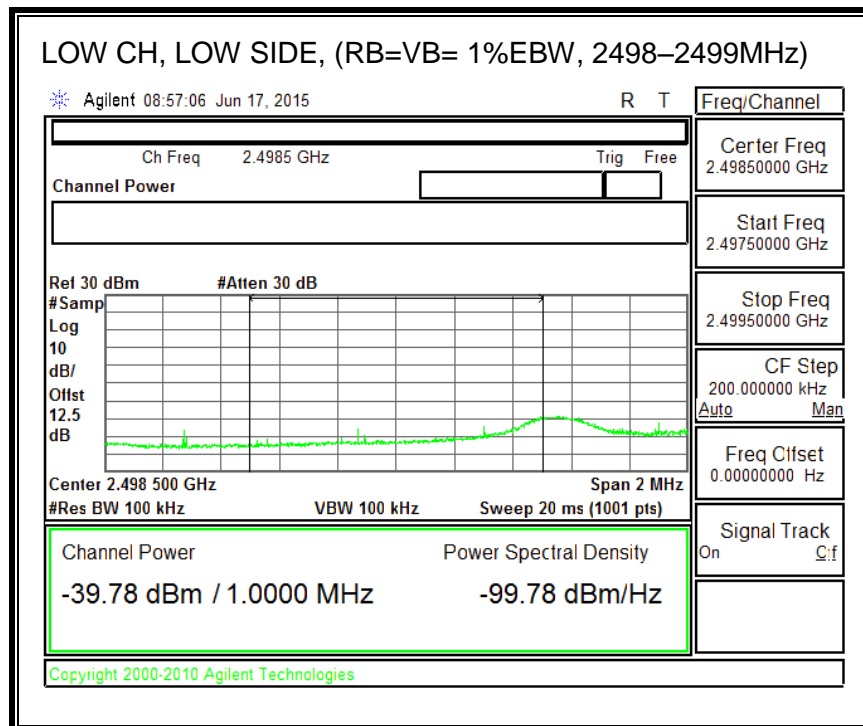 LOW CH, LOW SIDE, (RB=VB= 1%EBW, 2498–2499MHz)
Agilent 08:57:06 Jun 17, 2015 R T
Freq/Channel
Ch Freq 2.4985 GHz Trig Free
Channel Power
Center Freq
2.49850000 GHz
Start Freq
2.49750000 GHz
Stop Freq
2.49950000 GHz
CF Step
200.000000 kHz
Auto Man
Freq Offset
0.00000000 Hz
Signal Track
On Off
Ref 30 dBm #Atten 30 dB
#Samp
Log
10
dB/
Offst
12.5
dB
Center 2.498 500 GHz Span 2 MHz
#Res BW 100 kHz VBW 100 kHz Sweep 20 ms (1001 pts)
Channel Power Power Spectral Density
-39.78 dBm / 1.0000 MHz -99.78 dBm/Hz
Copyright 2000-2010 Agilent Technologies